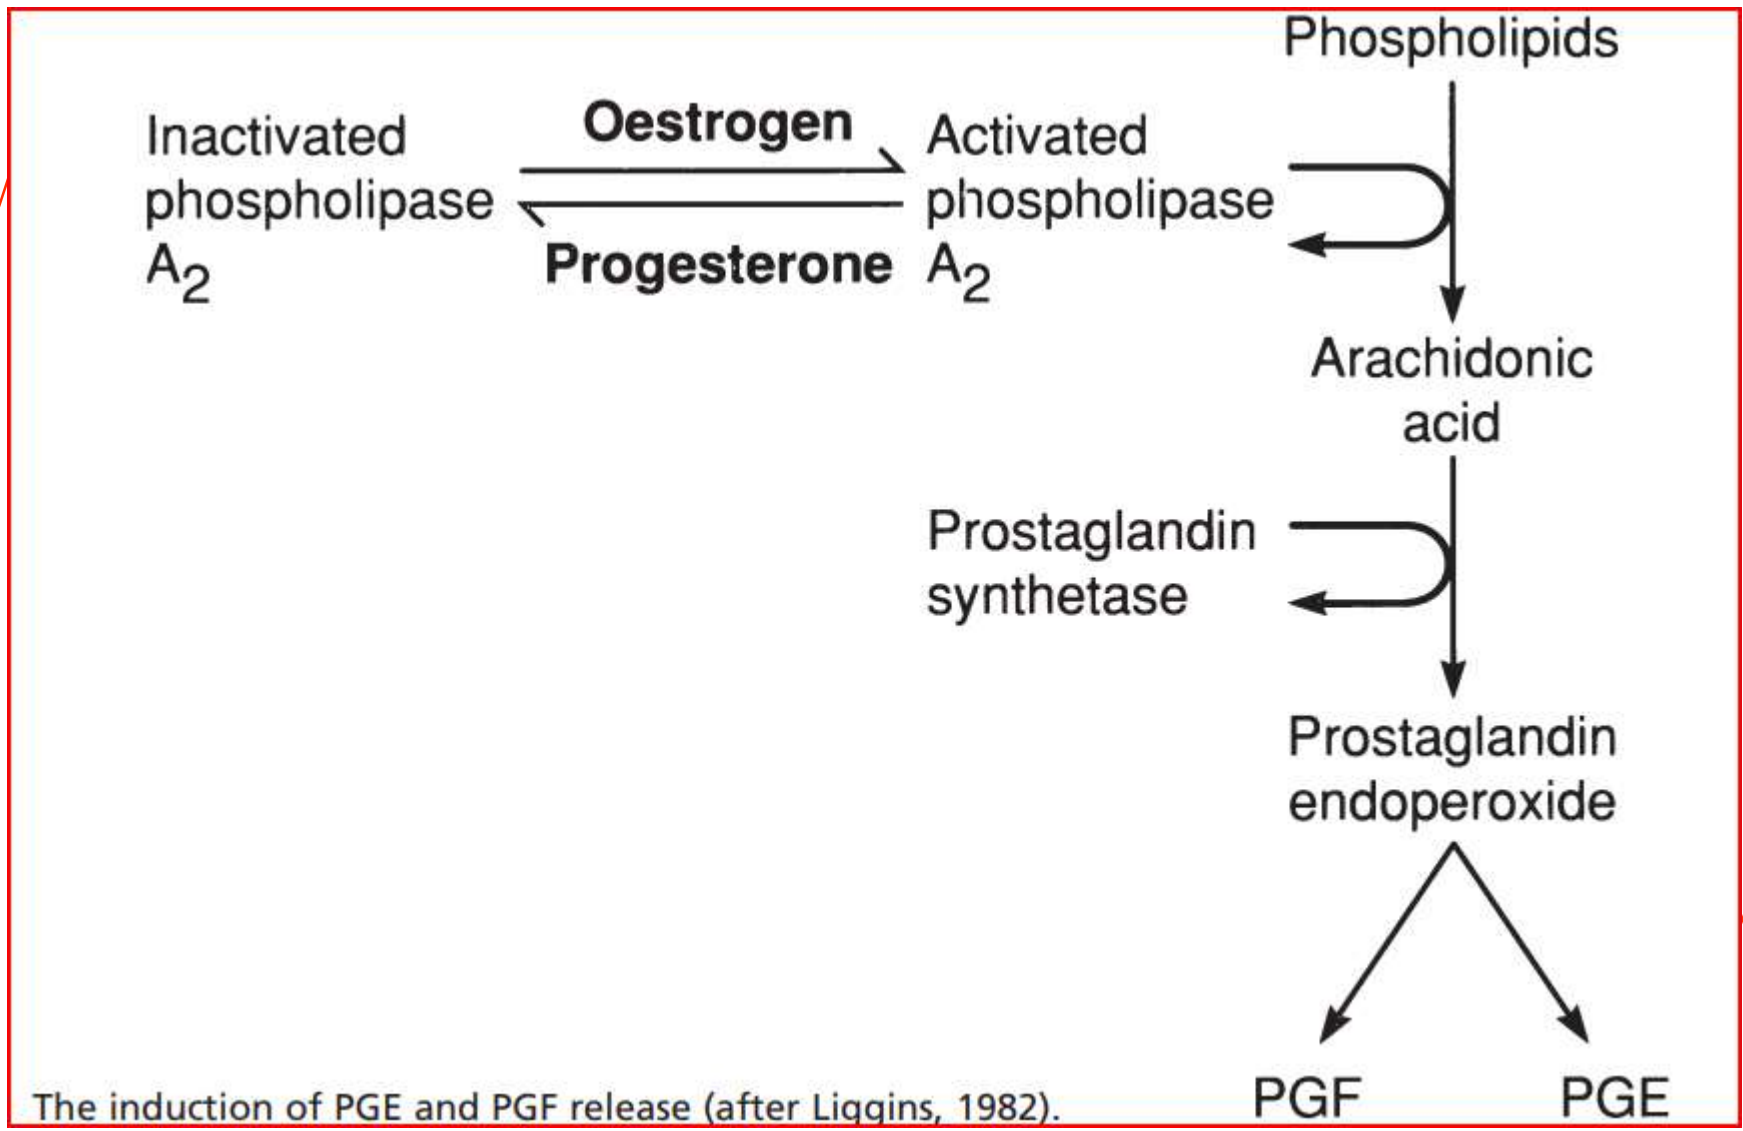 Phospholipids
Inactivated
phospholipase
A2
Oestrogen
Progesterone
Activated
phospholipase
A2
Arachidonic
acid
Prostaglandin
synthetase
Prostaglandin
endoperoxide
PGF
PGE
The induction of PGE and PGF release (after Liggins, 1982).